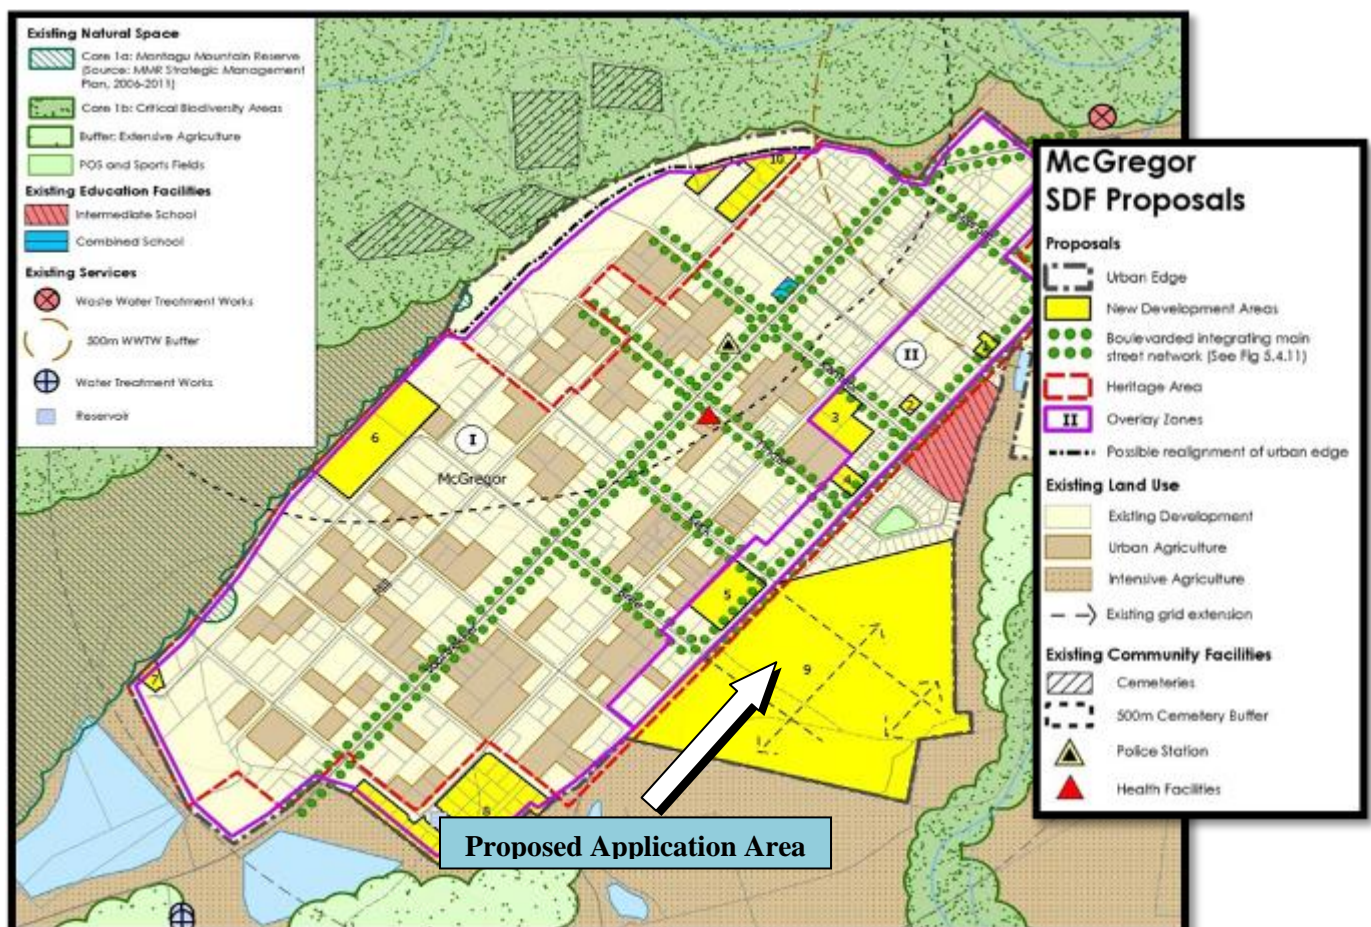 Existing Natural Space
Core 1a: Montagu Mountain Reserve
(Source: MMR Strategic Management
Plan, 2006-2011)
Core 1b: Critical Biodiversity Areas
Buffer: Extensive Agriculture
POS and Sports Fields
Existing Education Facilities
Intermediate School
Combined School
Existing Services
Waste Water Treatment Works
500m WWTW Buffer
Water Treatment Works
Reservoir
McGregor
SDF Proposals
Proposals
Urban Edge
New Development Areas
Boulevarded integrating main
street network (See Fig 5.4.11)
Heritage Area
II
Overlay Zones
Possible realignment of urban edge
Existing Land Use
Existing Development
Urban Agriculture
Intensive Agriculture
Existing grid extension
Existing Community Facilities
Cemeteries
500m Cemetery Buffer
Police Station
Health Facilities
10
II
2
3
6
I
McGregor
4
5
9
7
8
Proposed Application Area